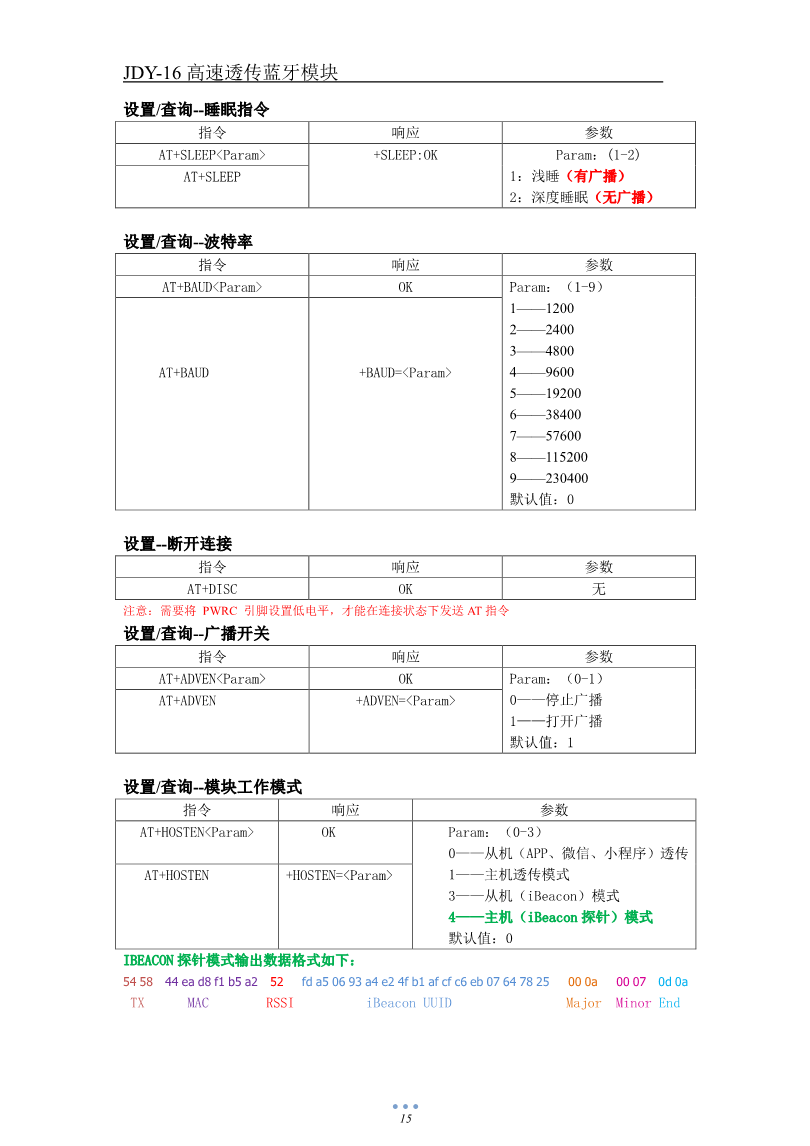 JDY-16 高速透传蓝牙模块
设置/查询--睡眠指令
指令 响应 参数
AT+SLEEP<Param> +SLEEP:OK Param:(1-2)
AT+SLEEP 1: 浅睡（有广播）
2: 深度睡眠（无广播）
设置/查询--波特率
指令 响应 参数
AT+BAUD<Param> OK Param: （1-9）
1——1200
2——2400
3——4800
AT+BAUD +BAUD=<Param> 4——9600
5——19200
6——38400
7——57600
8——115200
9——230400
默认值: 0
设置--断开连接
指令 响应 参数
AT+DISC OK 无
注意：需要将 PWRC 引脚设置低电平，才能在连接状态下发送 AT 指令
设置/查询--广播开关
指令 响应 参数
AT+ADVEN<Param> OK Param: （0-1）
AT+ADVEN +ADVEN=<Param> 0——停止广播
1——打开广播
默认值: 1
设置/查询--模块工作模式
指令 响应 参数
AT+HOSTEN<Param> OK Param: （0-3）
0——从机（APP、微信、小程序）透传
AT+HOSTEN +HOSTEN=<Param> 1——主机透传模式
3——从机（iBeacon）模式
4——主机（iBeacon 探针）模式
默认值: 0
IBEACON 探针模式输出数据格式如下：
54 58 44 ea d8 f1 b5 a2 52 fd a5 06 93 a4 e2 4f b1 af cf c6 eb 07 64 78 25 00 0a 00 07 0d 0a
TX MAC RSSI iBeacon UUID Major Minor End
15